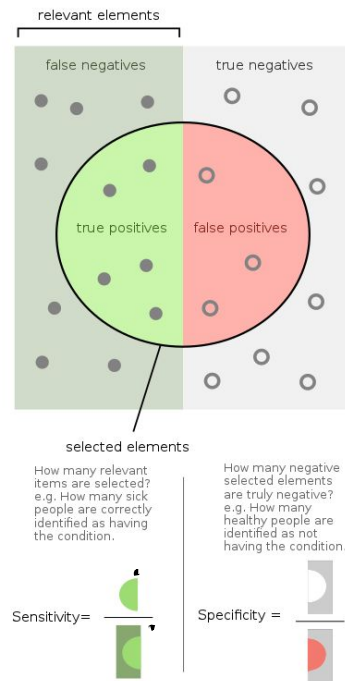 relevant elements
false negatives
true negatives
true positives
false positives
selected elements
How many relevant
items are selected?
e.g. How many sick
people are correctly
identified as having
the condition.
How many negative
selected elements
are truly negative?
e.g. How many
healthy people are
identified as not
having the condition.
Sensitivity=
Specificity =